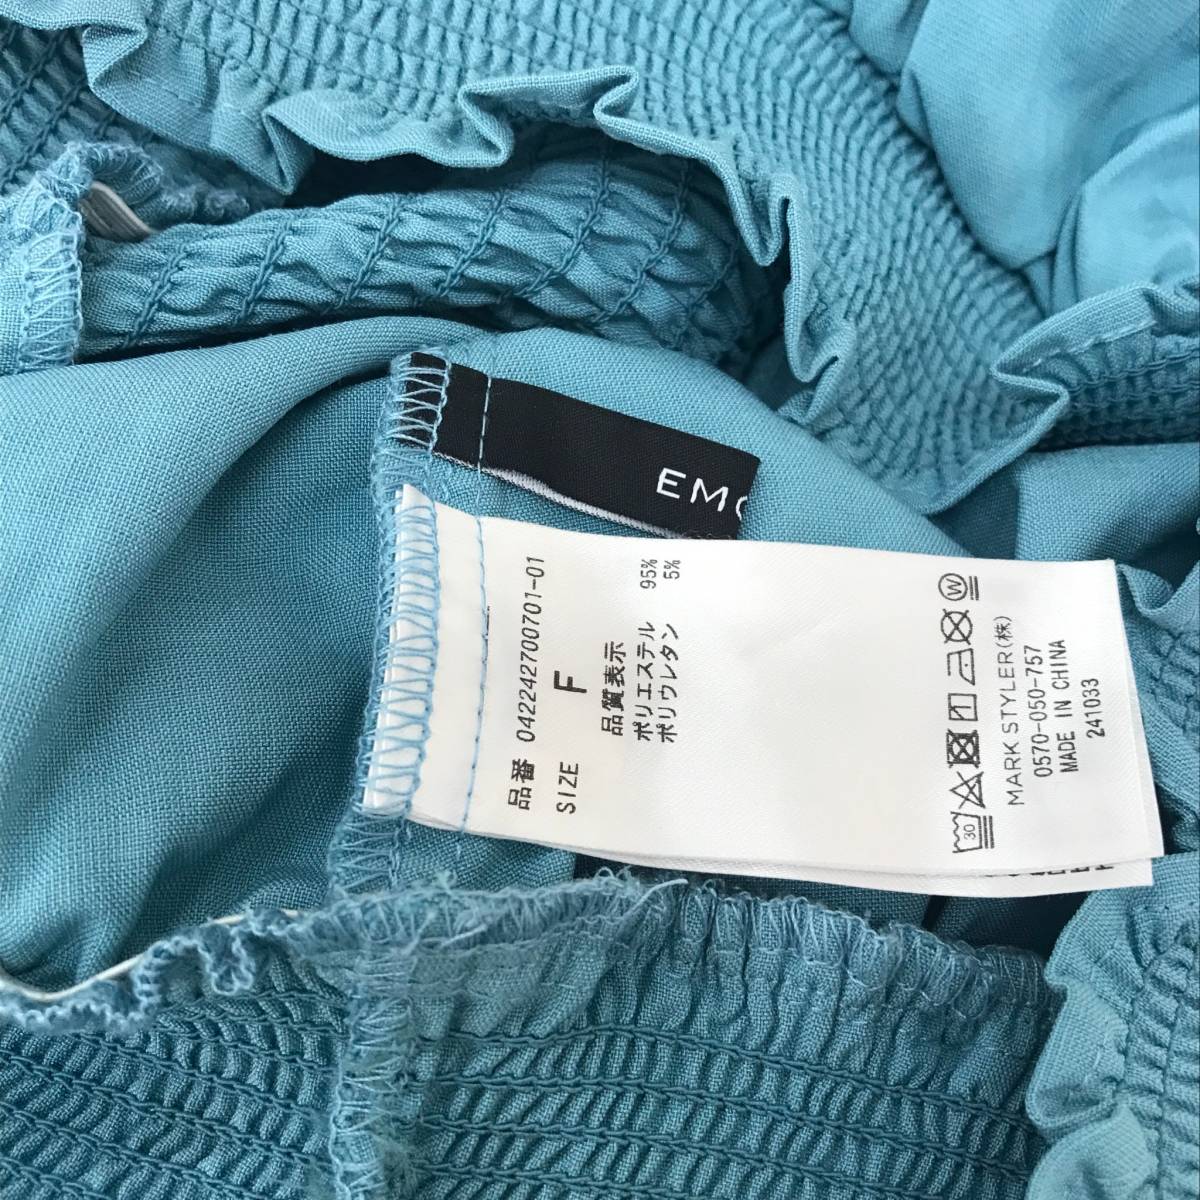 EMO
品番 042242700701-01
SIZE F
品質表示
ポリエステル 95%
ポリウレタン 5%
30
W
MARK STYLER(株)
0570-050-757
MADE IN CHINA
241033